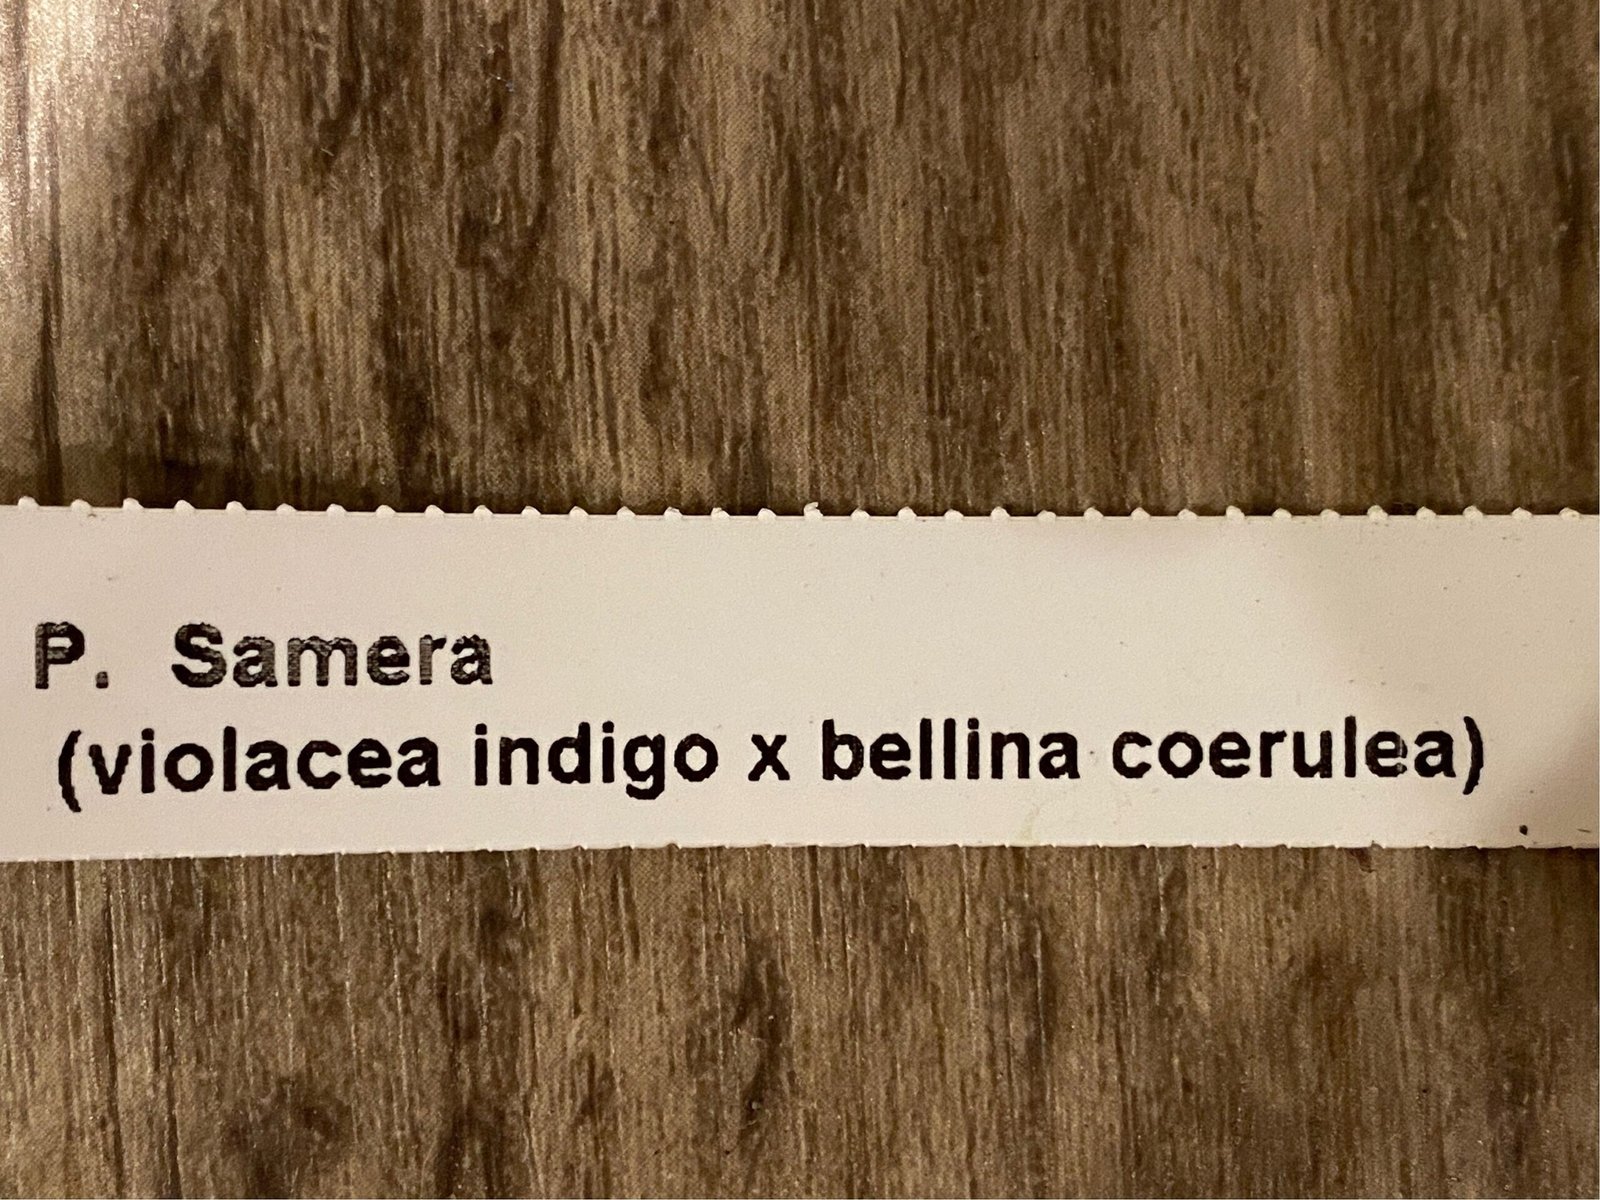 P. Samera
(violacea indigo x bellina coerulea)